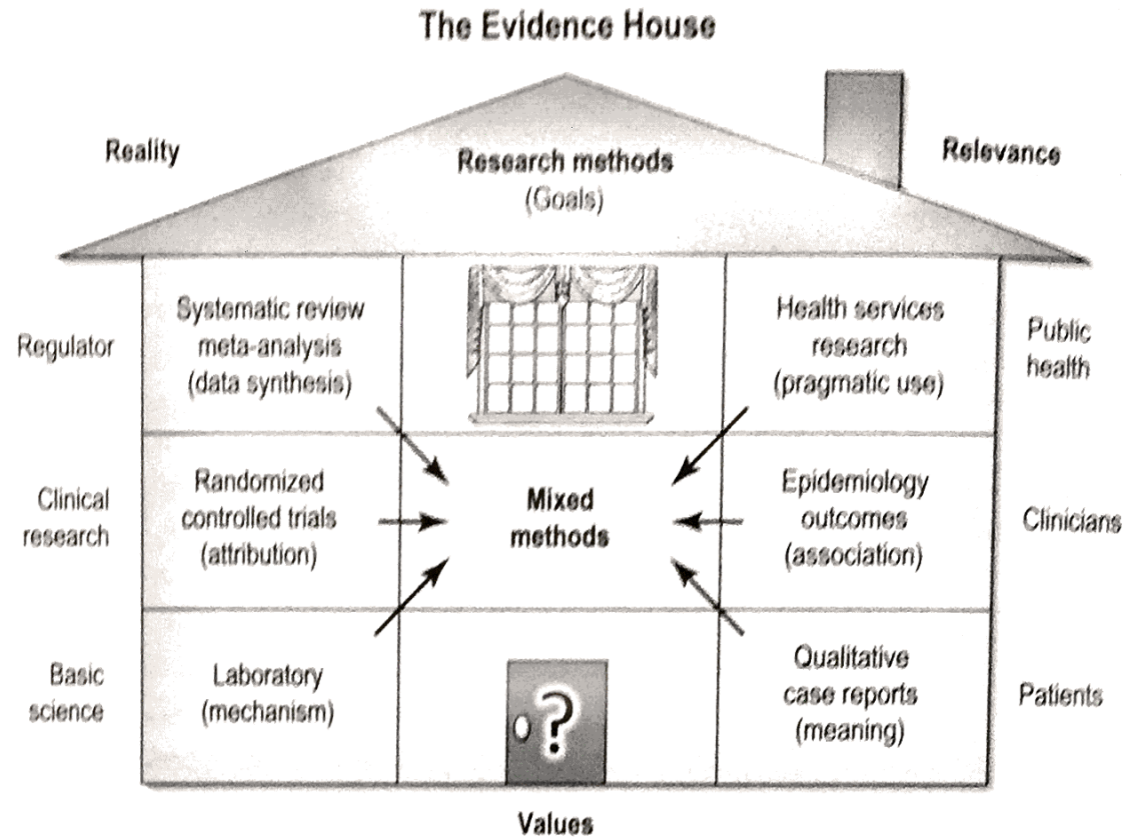 The Evidence House
Reality
Relevance
Research methods
(Goals)
Regulator
Systematic review
meta-analysis
(data synthesis)
Health services
research
(pragmatic use)
Public
health
Clinical
research
Randomized
controlled trials
(attribution)
Mixed
methods
Epidemiology
outcomes
(association)
Clinicians
Basic
science
Laboratory
(mechanism)
?
Qualitative
case reports
(meaning)
Patients
Values